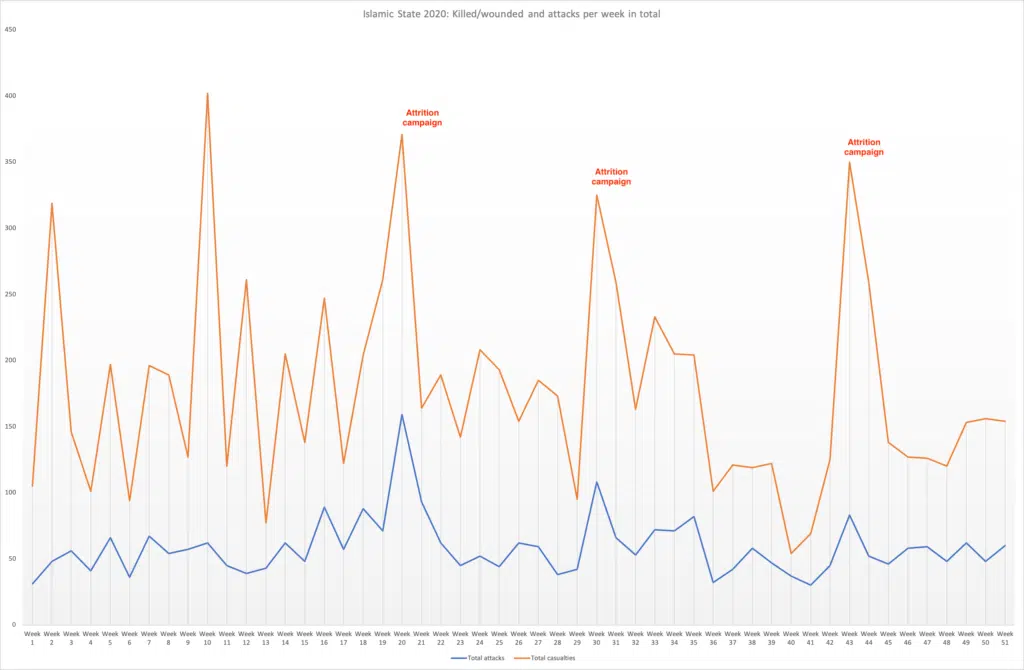 Islamic State 2020: Killed/wounded and attacks per week in total
450
400
350
300
250
200
150
100
50
0
Attrition
campaign
Attrition
campaign
Attrition
campaign
Week Week Week Week Week Week Week Week Week Week Week Week Week Week Week Week Week Week Week Week Week Week Week Week Week Week Week Week Week Week Week Week Week Week Week Week Week Week Week Week Week Week Week Week Week Week Week Week Week Week Week
1 2 3 4 5 6 7 8 9 10 11 12 13 14 15 16 17 18 19 20 21 22 23 24 25 26 27 28 29 30 31 32 33 34 35 36 37 38 39 40 41 42 43 44 45 46 47 48 49 50 51
Total attacks Total casualties